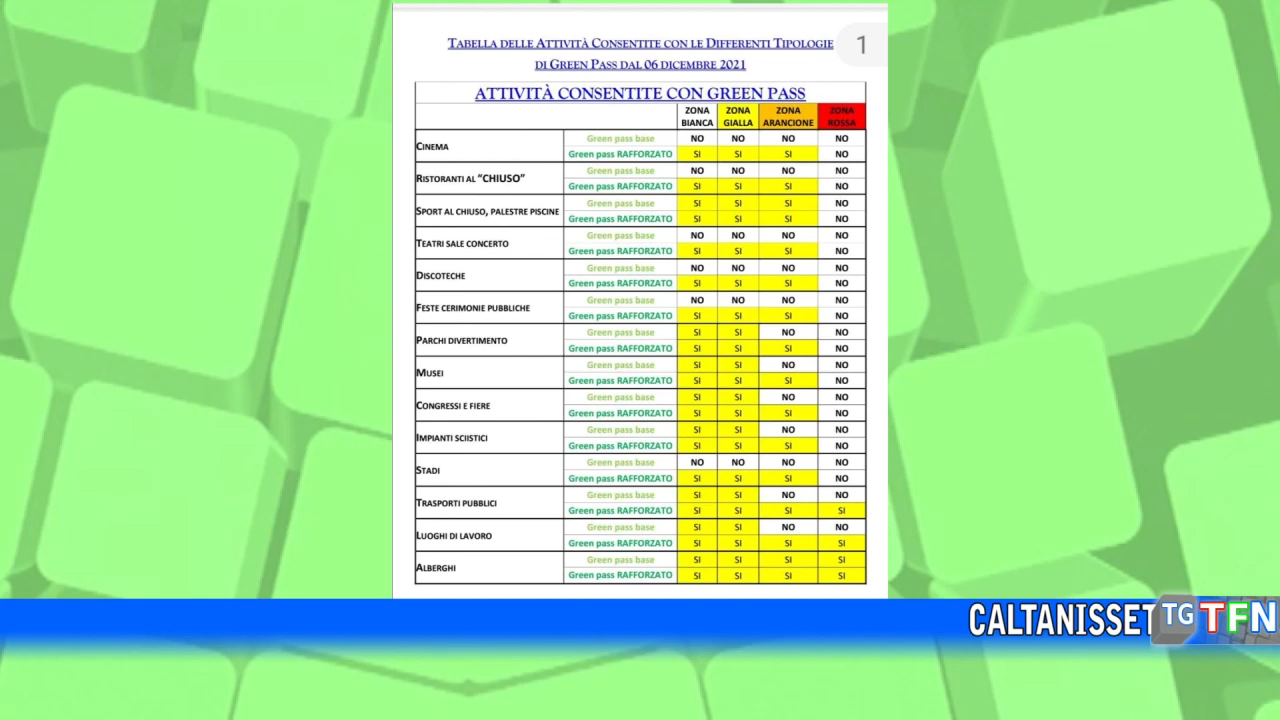 TABELLA DELLE ATTIVITÀ CONSENTITE CON LE DIFFERENTI TIPOLOGIE
DI GREEN PASS DAL 06 DICEMBRE 2021
1
ATTIVITÀ CONSENTITE CON GREEN PASS
ZONA BIANCA ZONA GIALLA ZONA ARANCIONE ZONA ROSSA
CINEMA
Green pass base NO NO NO NO
Green pass RAFFORZATO SI SI SI NO
RISTORANTI AL "CHIUSO"
Green pass base NO NO NO NO
Green pass RAFFORZATO SI SI SI NO
SPORT AL CHIUSO, PALESTRE PISCINE
Green pass base SI SI SI NO
Green pass RAFFORZATO SI SI SI NO
TEATRI SALE CONCERTO
Green pass base NO NO NO NO
Green pass RAFFORZATO SI SI SI NO
DISCOTECHE
Green pass base NO NO NO NO
Green pass RAFFORZATO SI SI SI NO
FESTE CERIMONIE PUBBLICHE
Green pass base NO NO NO NO
Green pass RAFFORZATO SI SI SI NO
PARCHI DIVERTIMENTO
Green pass base SI SI NO NO
Green pass RAFFORZATO SI SI SI NO
MUSEI
Green pass base SI SI NO NO
Green pass RAFFORZATO SI SI SI NO
CONGRESSI E FIERE
Green pass base SI SI NO NO
Green pass RAFFORZATO SI SI SI NO
IMPIANTI SCIISTICI
Green pass base SI SI NO NO
Green pass RAFFORZATO SI SI SI NO
STADI
Green pass base NO NO NO NO
Green pass RAFFORZATO SI SI SI NO
TRASPORTI PUBBLICI
Green pass base SI SI NO NO
Green pass RAFFORZATO SI SI SI SI
LUOGHI DI LAVORO
Green pass base SI SI NO NO
Green pass RAFFORZATO SI SI SI SI
ALBERGHI
Green pass base SI SI SI SI
Green pass RAFFORZATO SI SI SI SI
CALTANISSET
TG TFN